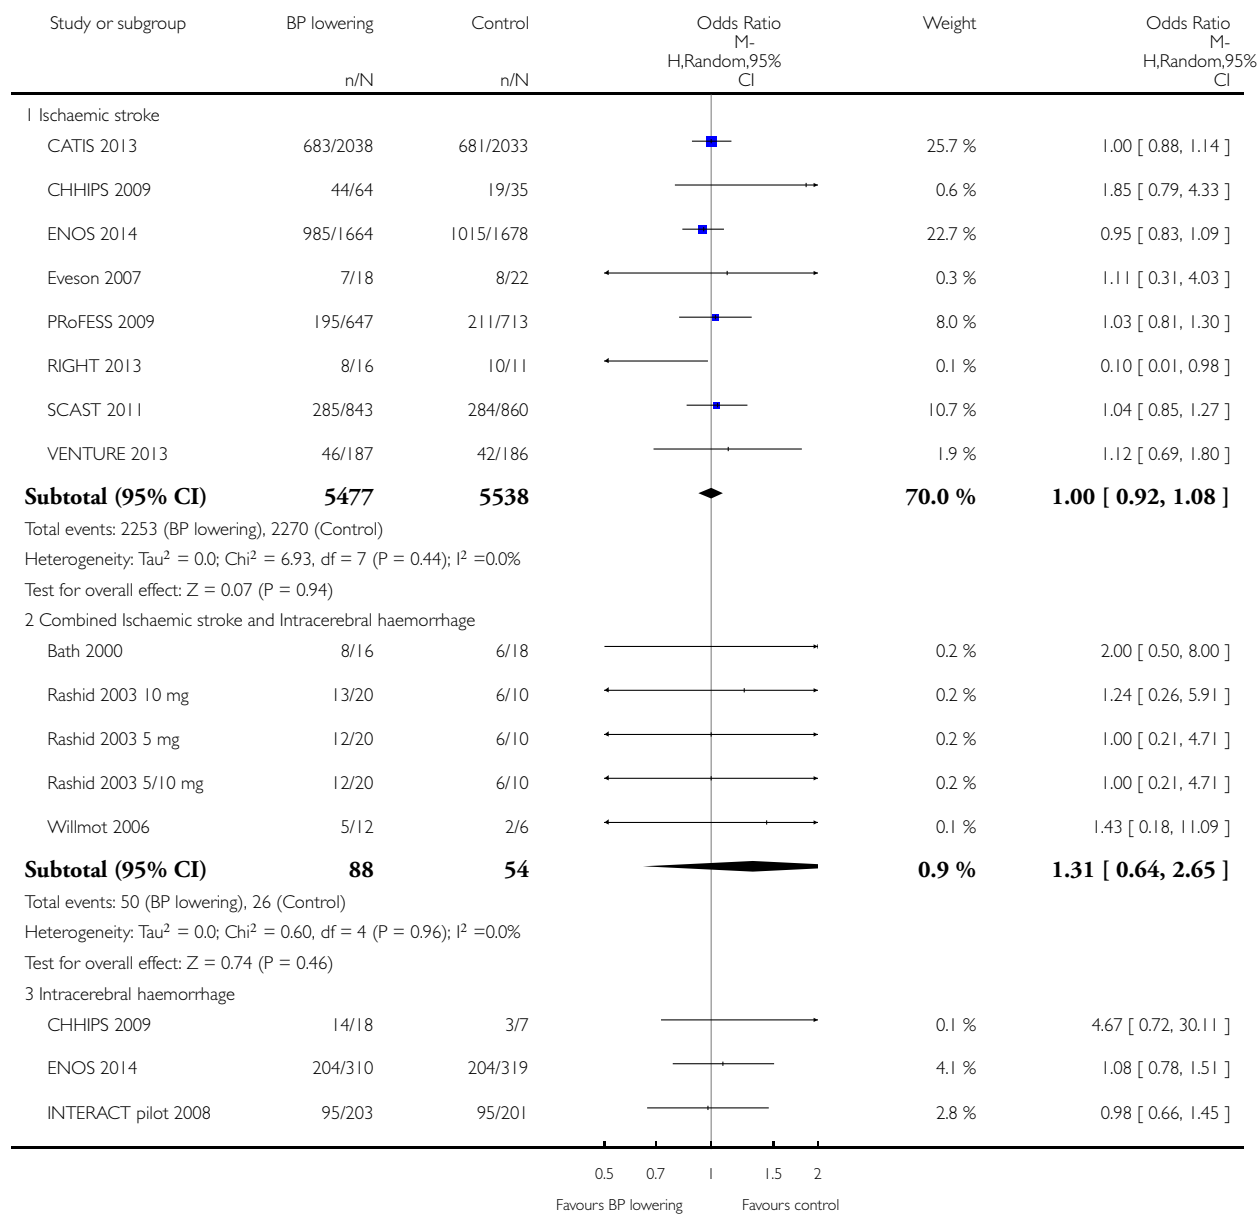 Study or subgroup BP lowering Control Odds Ratio Weight Odds Ratio
M- M-
H,Random,95% H,Random,95%
n/N n/N CI CI
1 Ischaemic stroke
CATIS 2013 683/2038 681/2033 25.7 % 1.00 [ 0.88, 1.14 ]
CHHIPS 2009 44/64 19/35 0.6 % 1.85 [ 0.79, 4.33 ]
ENOS 2014 985/1664 1015/1678 22.7 % 0.95 [ 0.83, 1.09 ]
Eveson 2007 7/18 8/22 0.3 % 1.11 [ 0.31, 4.03 ]
PRoFESS 2009 195/647 211/713 8.0 % 1.03 [ 0.81, 1.30 ]
RIGHT 2013 8/16 10/11 0.1 % 0.10 [ 0.01, 0.98 ]
SCAST 2011 285/843 284/860 10.7 % 1.04 [ 0.85, 1.27 ]
VENTURE 2013 46/187 42/186 1.9 % 1.12 [ 0.69, 1.80 ]
Subtotal (95% CI) 5477 5538 70.0 % 1.00 [ 0.92, 1.08 ]
Total events: 2253 (BP lowering), 2270 (Control)
Heterogeneity: Tau² = 0.0; Chi² = 6.93, df = 7 (P = 0.44); I² =0.0%
Test for overall effect: Z = 0.07 (P = 0.94)
2 Combined Ischaemic stroke and Intracerebral haemorrhage
Bath 2000 8/16 6/18 0.2 % 2.00 [ 0.50, 8.00 ]
Rashid 2003 10 mg 13/20 6/10 0.2 % 1.24 [ 0.26, 5.91 ]
Rashid 2003 5 mg 12/20 6/10 0.2 % 1.00 [ 0.21, 4.71 ]
Rashid 2003 5/10 mg 12/20 6/10 0.2 % 1.00 [ 0.21, 4.71 ]
Willmot 2006 5/12 2/6 0.1 % 1.43 [ 0.18, 11.09 ]
Subtotal (95% CI) 88 54 0.9 % 1.31 [ 0.64, 2.65 ]
Total events: 50 (BP lowering), 26 (Control)
Heterogeneity: Tau² = 0.0; Chi² = 0.60, df = 4 (P = 0.96); I² =0.0%
Test for overall effect: Z = 0.74 (P = 0.46)
3 Intracerebral haemorrhage
CHHIPS 2009 14/18 3/7 0.1 % 4.67 [ 0.72, 30.11 ]
ENOS 2014 204/310 204/319 4.1 % 1.08 [ 0.78, 1.51 ]
INTERACT pilot 2008 95/203 95/201 2.8 % 0.98 [ 0.66, 1.45 ]
0.5 0.7 1 1.5 2
Favours BP lowering Favours control